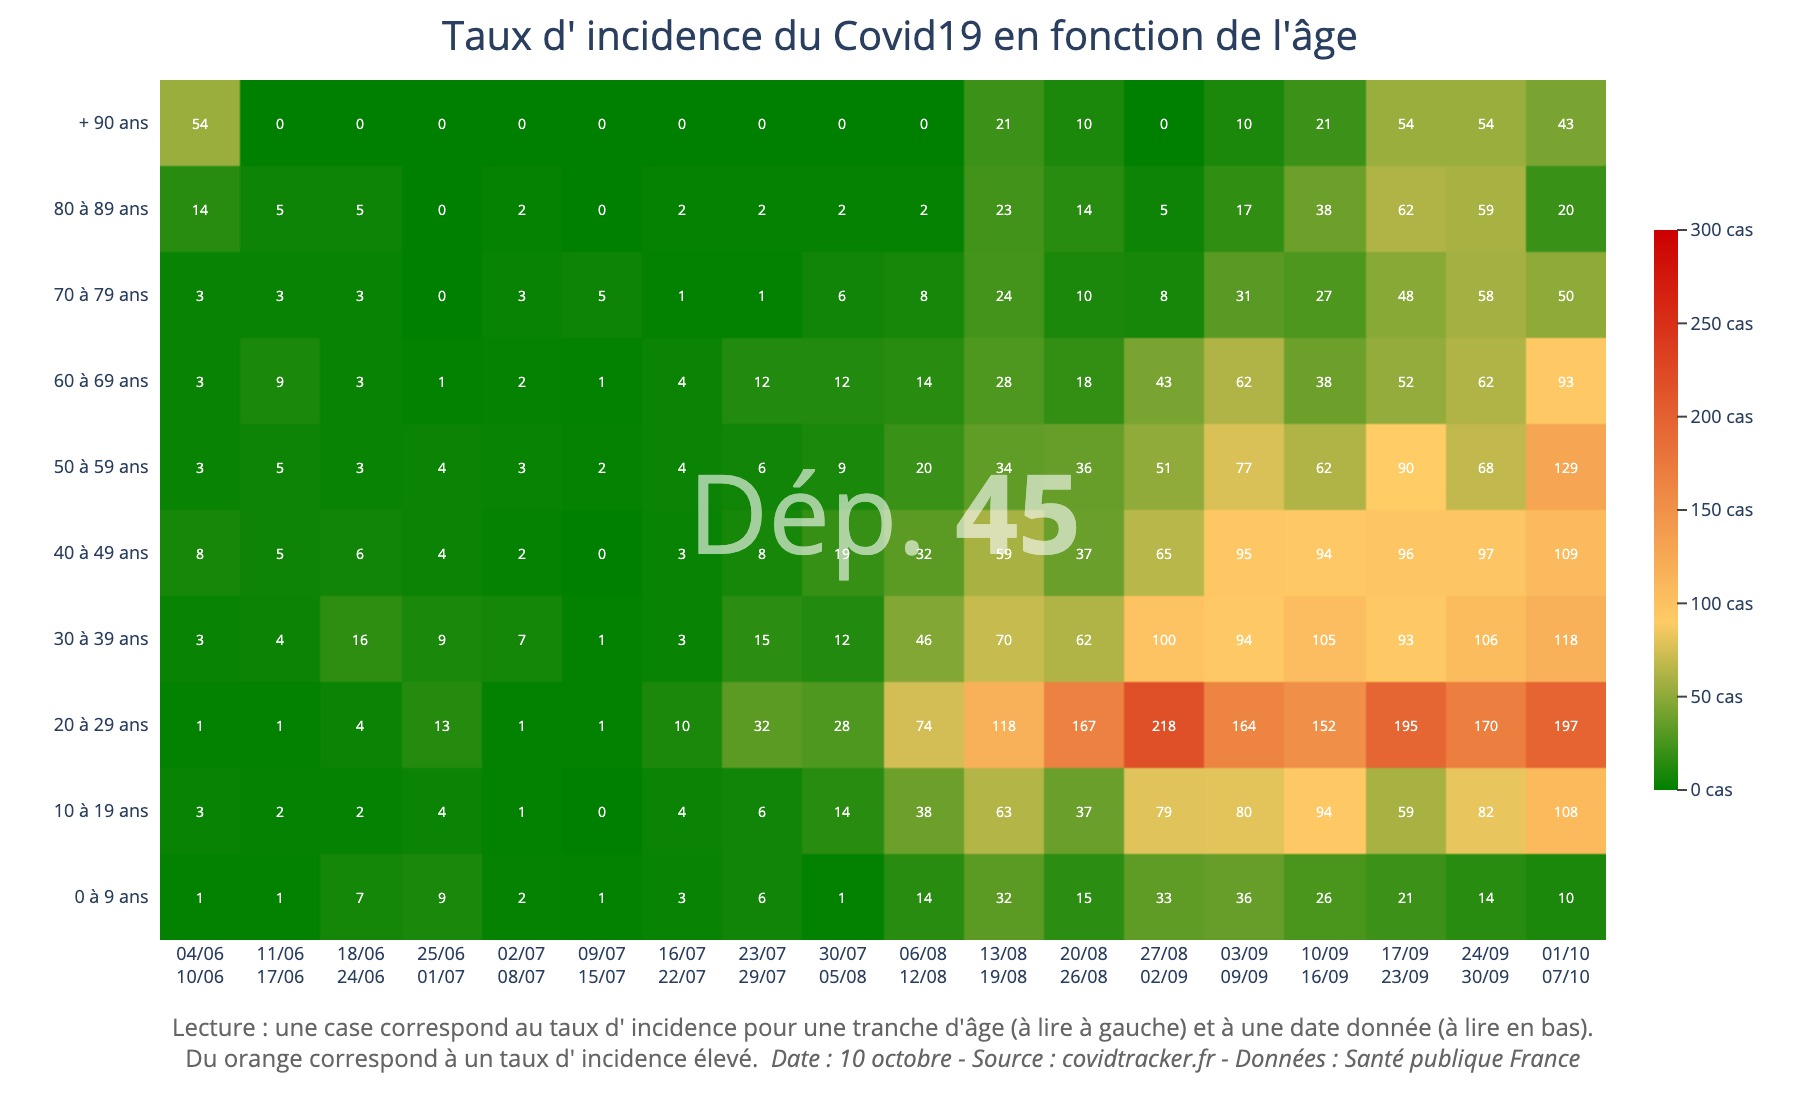 Taux d' incidence du Covid19 en fonction de l'âge
+ 90 ans 54 0 0 0 0 0 0 0 0 0 21 10 0 10 21 54 54 43
80 à 89 ans 14 5 5 0 2 0 2 2 2 2 23 14 5 17 38 62 59 20
70 à 79 ans 3 3 3 0 3 5 1 1 6 8 24 10 8 31 27 48 58 50
60 à 69 ans 3 9 3 1 2 1 4 12 12 14 28 18 43 62 38 52 62 93
50 à 59 ans 3 5 3 4 3 2 4 6 9 20 34 36 51 77 62 90 68 129
40 à 49 ans 8 5 6 4 2 0 3 8 19 32 59 37 65 95 94 96 97 109
30 à 39 ans 3 4 16 9 7 1 3 15 12 46 70 62 100 94 105 93 106 118
20 à 29 ans 1 1 4 13 1 1 10 32 28 74 118 167 218 164 152 195 170 197
10 à 19 ans 3 2 2 4 1 0 4 6 14 38 63 37 79 80 94 59 82 108
0 à 9 ans 1 1 7 9 2 1 3 6 1 14 32 15 33 36 26 21 14 10
Dép. 45
04/06 11/06 18/06 25/06 02/07 09/07 16/07 23/07 30/07 06/08 13/08 20/08 27/08 03/09 10/09 17/09 24/09 01/10
10/06 17/06 24/06 01/07 08/07 15/07 22/07 29/07 05/08 12/08 19/08 26/08 02/09 09/09 16/09 23/09 30/09 07/10
300 cas
250 cas
200 cas
150 cas
100 cas
50 cas
0 cas
Lecture : une case correspond au taux d' incidence pour une tranche d'âge (à lire à gauche) et à une date donnée (à lire en bas).
Du orange correspond à un taux d' incidence élevé. Date : 10 octobre - Source : covidtracker.fr - Données : Santé publique France